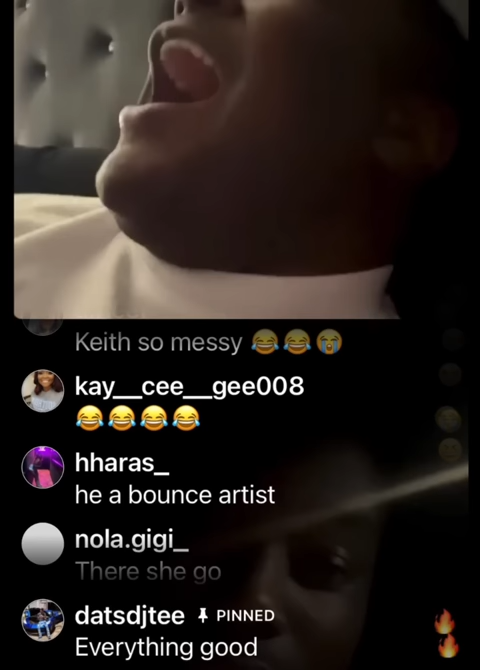 Keith so messy 😂😂😭
kay__cee__gee008
😂😂😂😂
hharas_
he a bounce artist
nola.gigi_
There she go
datsdjtee 📌 PINNED
Everything good